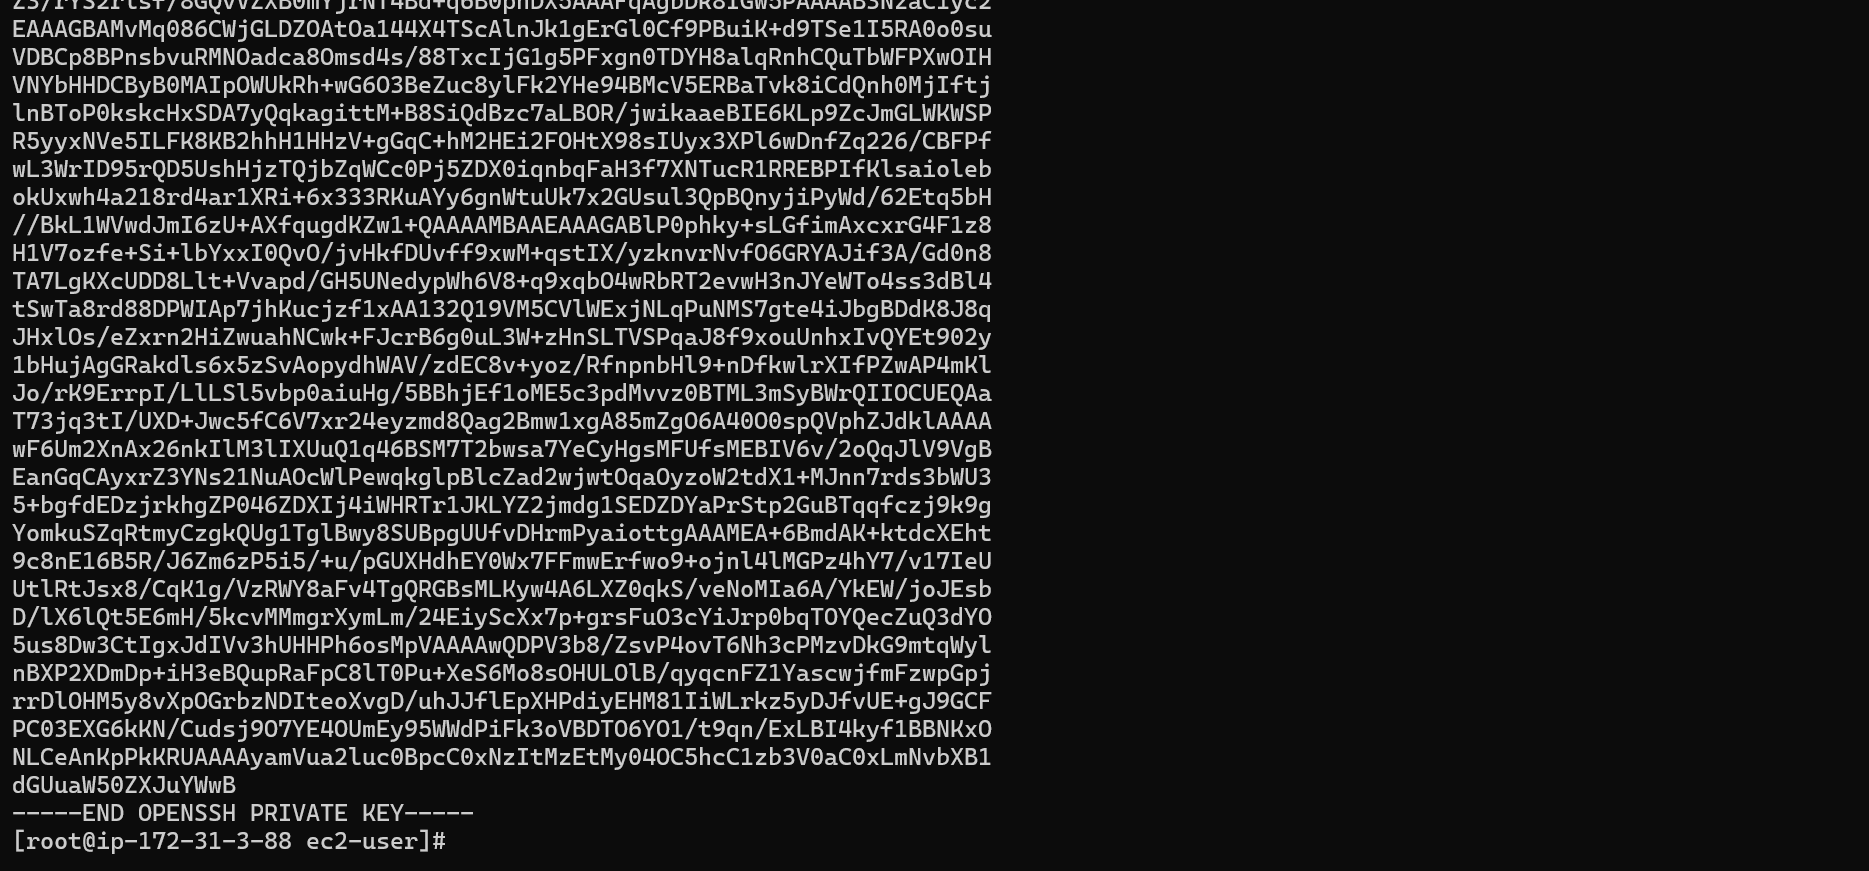 EAAAGBAMvMq086CWjGLDZOAtOa144X4TScAlnJk1gErGl0Cf9PBuiK+d9TSe1I5RA0o0su
VDBCp8BPnsbvuRMNOadca8Omsd4s/88TxcIjG1g5PFxgn0TDYH8alqRnhCQuTbWFPXwOIH
VNYbHHDCByB0MAIpOWUkRh+wG6O3BeZuc8ylFk2YHe94BMcV5ERBaTvk8iCdQnh0MjIftj
lnBToP0kskcHxSDA7yQqkagittM+B8SiQdBzc7aLBOR/jwikaaeBIE6KLp9ZcJmGLWKWSP
R5yyxNVe5ILFK8KB2hhH1HHzV+gGqC+hM2HEi2FOHtX98sIUyx3XPl6wDnfZq226/CBFPf
wL3WrID95rQD5UshHjzTQjbZqWCc0Pj5ZDX0iqnbqFaH3f7XNTucR1RREBPIfKlsaioleb
okUxwh4a218rd4ar1XRi+6x333RKuAYy6gnWtuUk7x2GUsul3QpBQnyjiPyWd/62Etq5bH
//BkL1WVwdJmI6zU+AXfqugdKZw1+QAAAAMBAAEAAAGABlP0phky+sLGfimAxcxrG4F1z8
H1V7ozfe+Si+lbYxxI0QvO/jvHkfDUvff9xwM+qstIX/yzknvrNvfO6GRYAJif3A/Gd0n8
TA7LgKXcUDD8Llt+Vvapd/GH5UNedypWh6V8+q9xqbO4wRbRT2evwH3nJYeWTo4ss3dBl4
tSwTa8rd88DPWIAp7jhKucjzf1xAA132Q19VM5CVlWExjNLqPuNMS7gte4iJbgBDdK8J8q
JHxlOs/eZxrn2HiZwuahNCwk+FJcrB6g0uL3W+zHnSLTVSPqaJ8f9xouUnhxIvQYEt902y
1bHujAgGRakdls6x5zSvAopydhWAV/zdEC8v+yoz/RfnpnbHl9+nDfkwlrXIfPZwAP4mKl
Jo/rK9ErrpI/LlLSl5vbp0aiuHg/5BBhjEf1oME5c3pdMvvz0BTML3mSyBWrQIIOCUEQAa
T73jq3tI/UXD+Jwc5fC6V7xr24eyzmd8Qag2Bmw1xgA85mZgO6A40O0spQVphZJdklAAAA
wF6Um2XnAx26nkIlM3lIXUuQ1q46BSM7T2bwsa7YeCyHgsMFUfsMEBIV6v/2oQqJlV9VgB
EanGqCAyxrZ3YNs21NuAOcWlPewqkglpBlcZad2wjwtOqaOyzoW2tdX1+MJnn7rds3bWU3
5+bgfdEDzjrkhgZP046ZDXIj4iWHRTr1JKLYZ2jmdg1SEDZDYaPrStp2GuBTqqfczj9k9g
YomkuSZqRtmyCzgkQUg1TglBwy8SUBpgUUfvDHrmPyaiottgAAAMEA+6BmdAK+ktdcXEht
9c8nE16B5R/J6Zm6zP5i5/+u/pGUXHdhEY0Wx7FFmwErfwo9+ojnl4lMGPz4hY7/v17IeU
UtlRtJsx8/CqK1g/VzRWY8aFv4TgQRGBsMLKyw4A6LXZ0qkS/veNoMIa6A/YkEW/joJEsb
D/lX6lQt5E6mH/5kcvMMmgrXymLm/24EiyScXx7p+grsFuO3cYiJrp0bqTOYQecZuQ3dYO
5us8Dw3CtIgxJdIVv3hUHHPh6osMpVAAAAwQDPV3b8/ZsvP4ovT6Nh3cPMzvDkG9mtqWyl
nBXP2XDmDp+iH3eBQupRaFpC8lT0Pu+XeS6Mo8sOHULOlB/qyqcnFZ1YascwjfmFzwpGpj
rrDlOHM5y8vXpOGrbzNDIteoXvgD/uhJJflEpXHPdiyEHM81IiWLrkz5yDJfvUE+gJ9GCF
PC03EXG6kKN/Cudsj9O7YE4OUmEy95WWdPiFk3oVBDTO6YO1/t9qn/ExLBI4kyf1BBNKxO
NLCeAnKpPkKRUAAAAyamVua2luc0BpcC0xNzItMzEtMy04OC5hcC1zb3V0aC0xLmNvbXB1
dGUuaW50ZXJuYWwB
-----END OPENSSH PRIVATE KEY-----
[root@ip-172-31-3-88 ec2-user]#